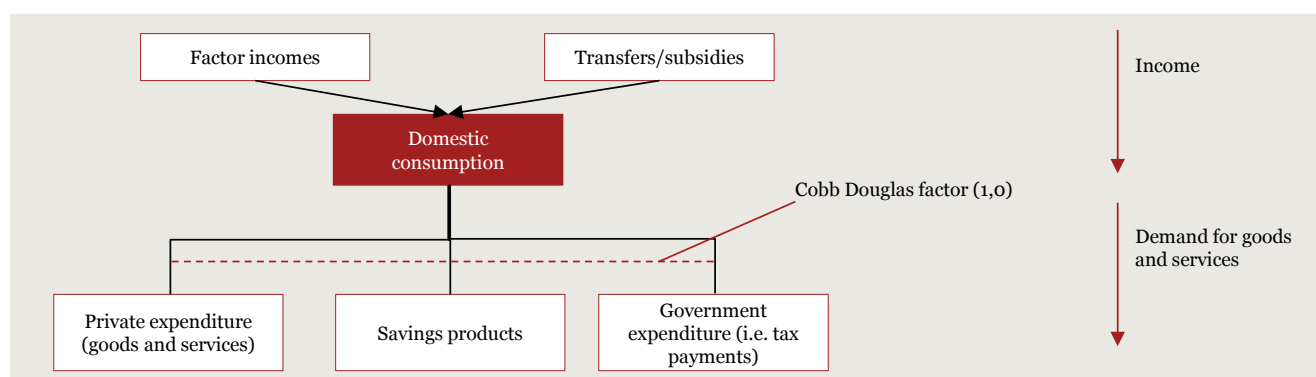 Factor incomes
Transfers/subsidies
Income
Domestic
consumption
Cobb Douglas factor (1,0)
Demand for goods
and services
Private expenditure
(goods and services)
Savings products
Government
expenditure (i.e. tax
payments)